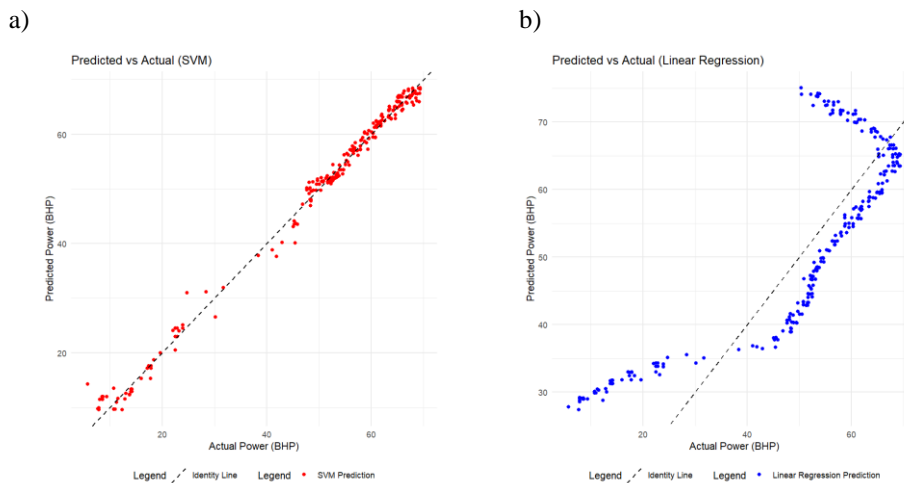 a)
b)
Predicted vs Actual (SVM)
Predicted Power (BHP)
60
40
20
20
40
60
Actual Power (BHP)
Legend Identity Line Legend SVM Prediction
Predicted vs Actual (Linear Regression)
Predicted Power (BHP)
70
60
50
40
30
20
40
60
Actual Power (BHP)
Legend Identity Line Legend Linear Regression Prediction